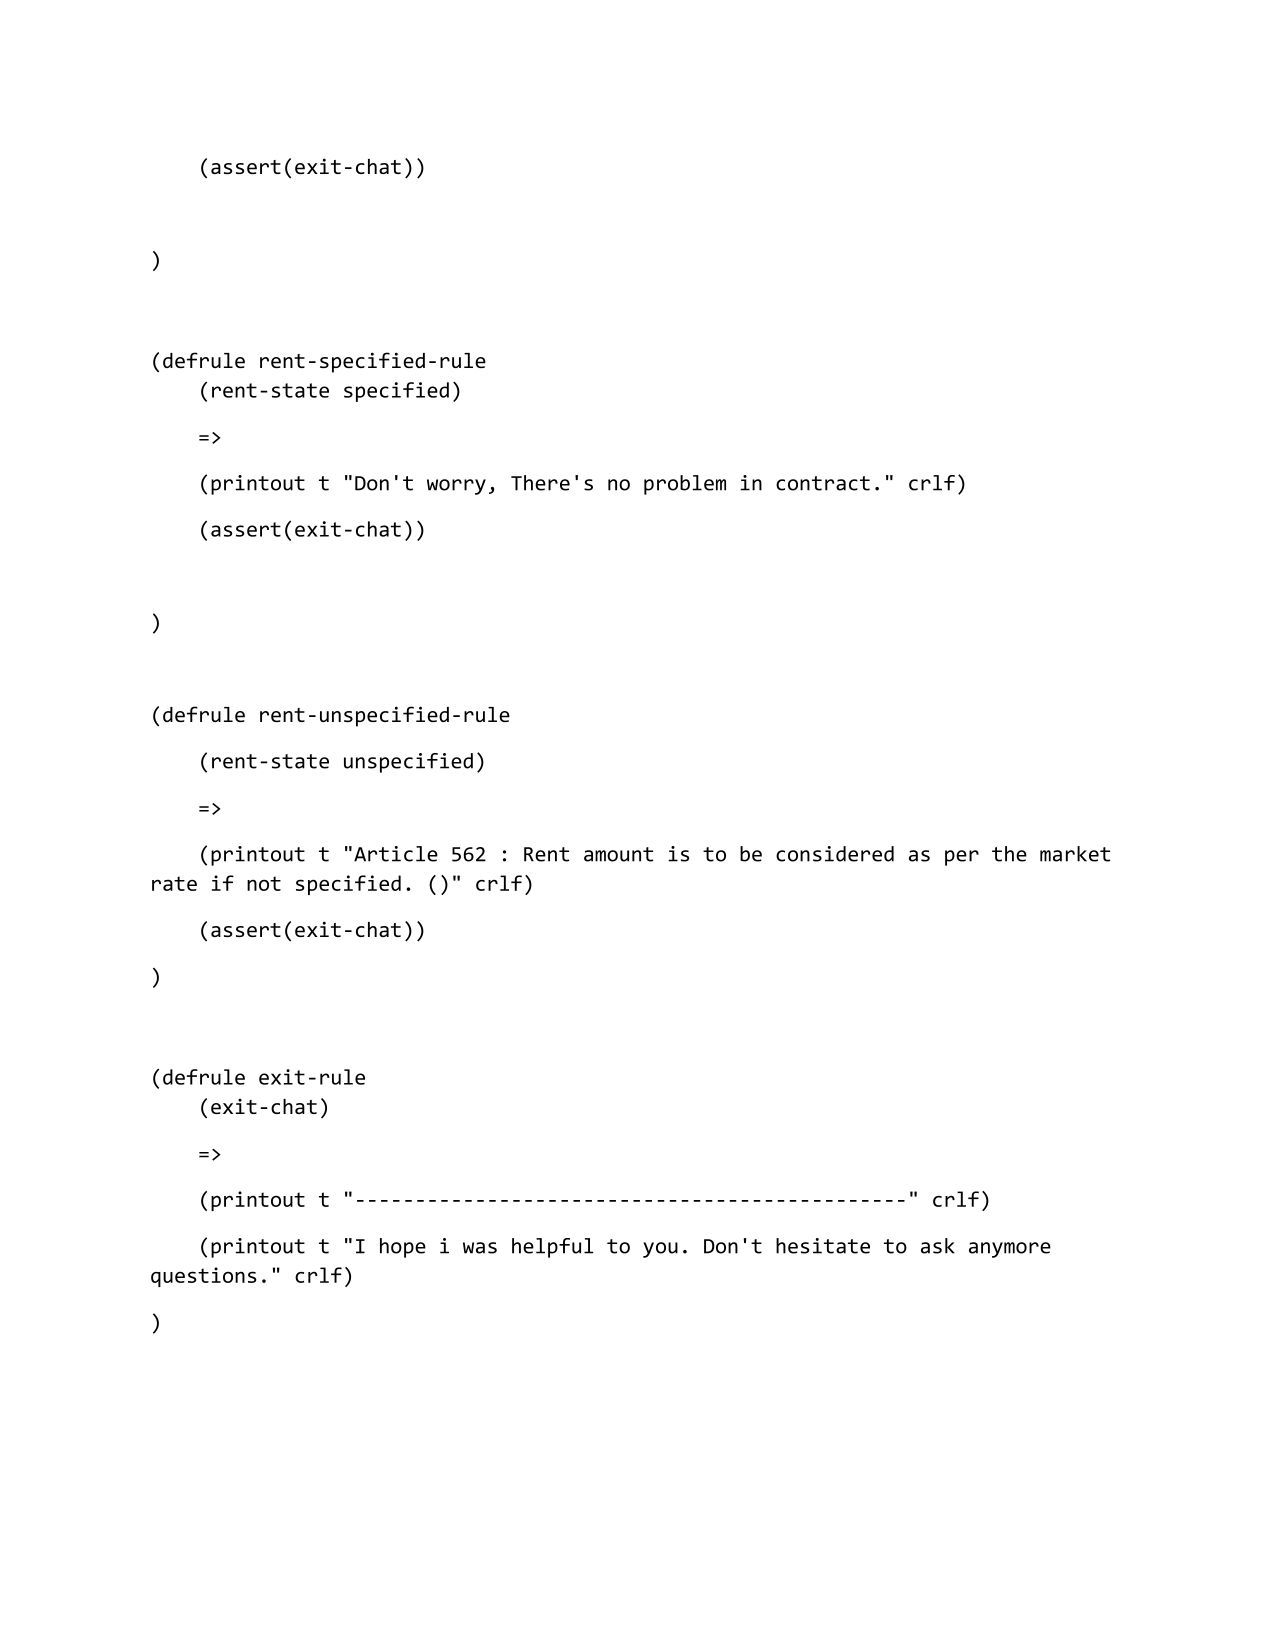 (assert(exit-chat))
)
(defrule rent-specified-rule
(rent-state specified)
=>
(printout t "Don't worry, There's no problem in contract." crlf)
(assert(exit-chat))
)
(defrule rent-unspecified-rule
(rent-state unspecified)
=>
(printout t "Article 562 : Rent amount is to be considered as per the market
rate if not specified. ()" crlf)
(assert(exit-chat))
)
(defrule exit-rule
(exit-chat)
=>
(printout t "----------------------------------------------" crlf)
(printout t "I hope i was helpful to you. Don't hesitate to ask anymore
questions." crlf)
)